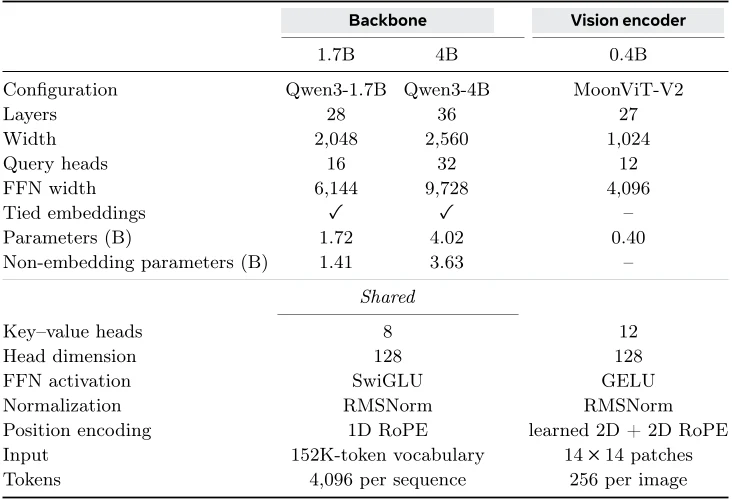 Backbone Vision encoder
1.7B 4B 0.4B
Configuration Qwen3-1.7B Qwen3-4B MoonViT-V2
Layers 28 36 27
Width 2,048 2,560 1,024
Query heads 16 32 12
FFN width 6,144 9,728 4,096
Tied embeddings ✓ ✓ –
Parameters (B) 1.72 4.02 0.40
Non-embedding parameters (B) 1.41 3.63 –
Shared
Key–value heads 8 12
Head dimension 128 128
FFN activation SwiGLU GELU
Normalization RMSNorm RMSNorm
Position encoding 1D RoPE learned 2D + 2D RoPE
Input 152K-token vocabulary 14 × 14 patches
Tokens 4,096 per sequence 256 per image